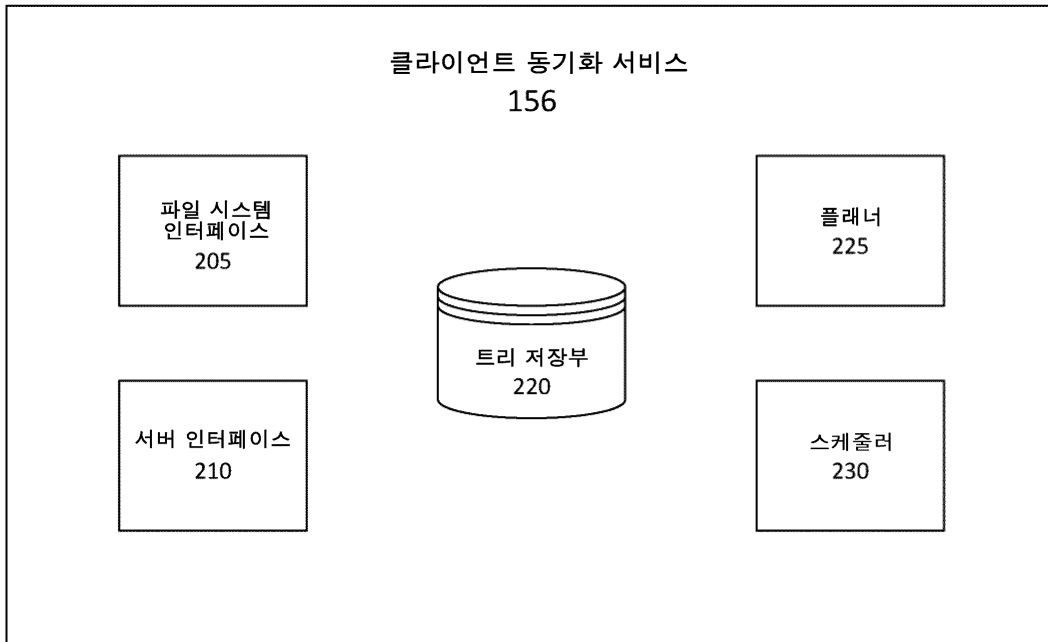 클라이언트 동기화 서비스
156
파일 시스템
인터페이스
205
플래너
225
트리 저장부
220
서버 인터페이스
210
스케줄러
230